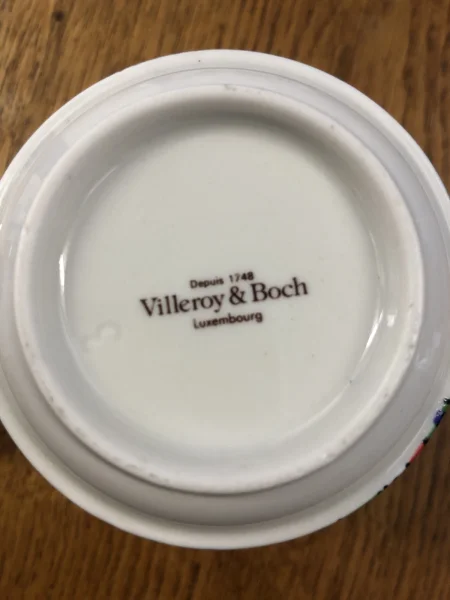 Depuis 1748
Villeroy & Boch
Luxembourg